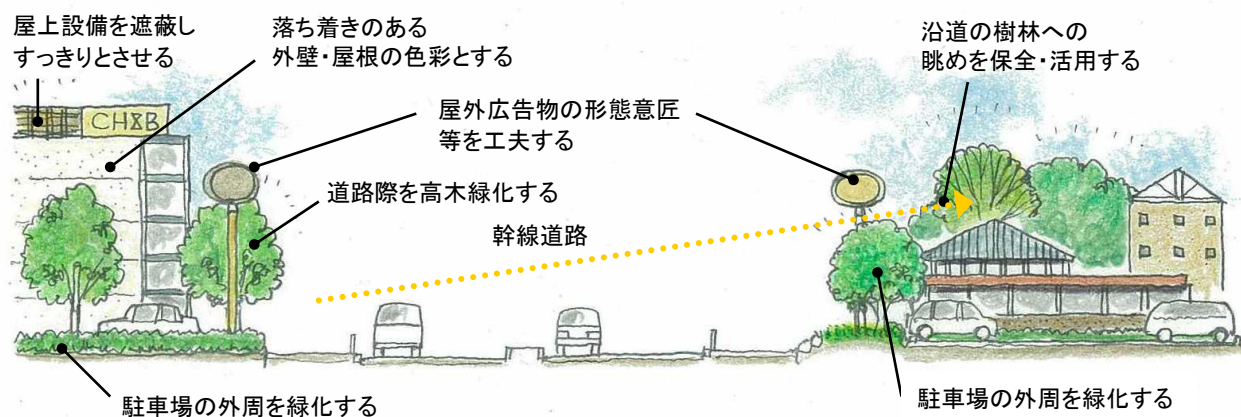 屋上設備を遮蔽し
すっきりとさせる
落ち着きのある
外壁・屋根の色彩とする
沿道の樹林への
眺めを保全・活用する
CHXB
屋外広告物の形態意匠
等を工夫する
道路際を高木緑化する
幹線道路
駐車場の外周を緑化する
駐車場の外周を緑化する